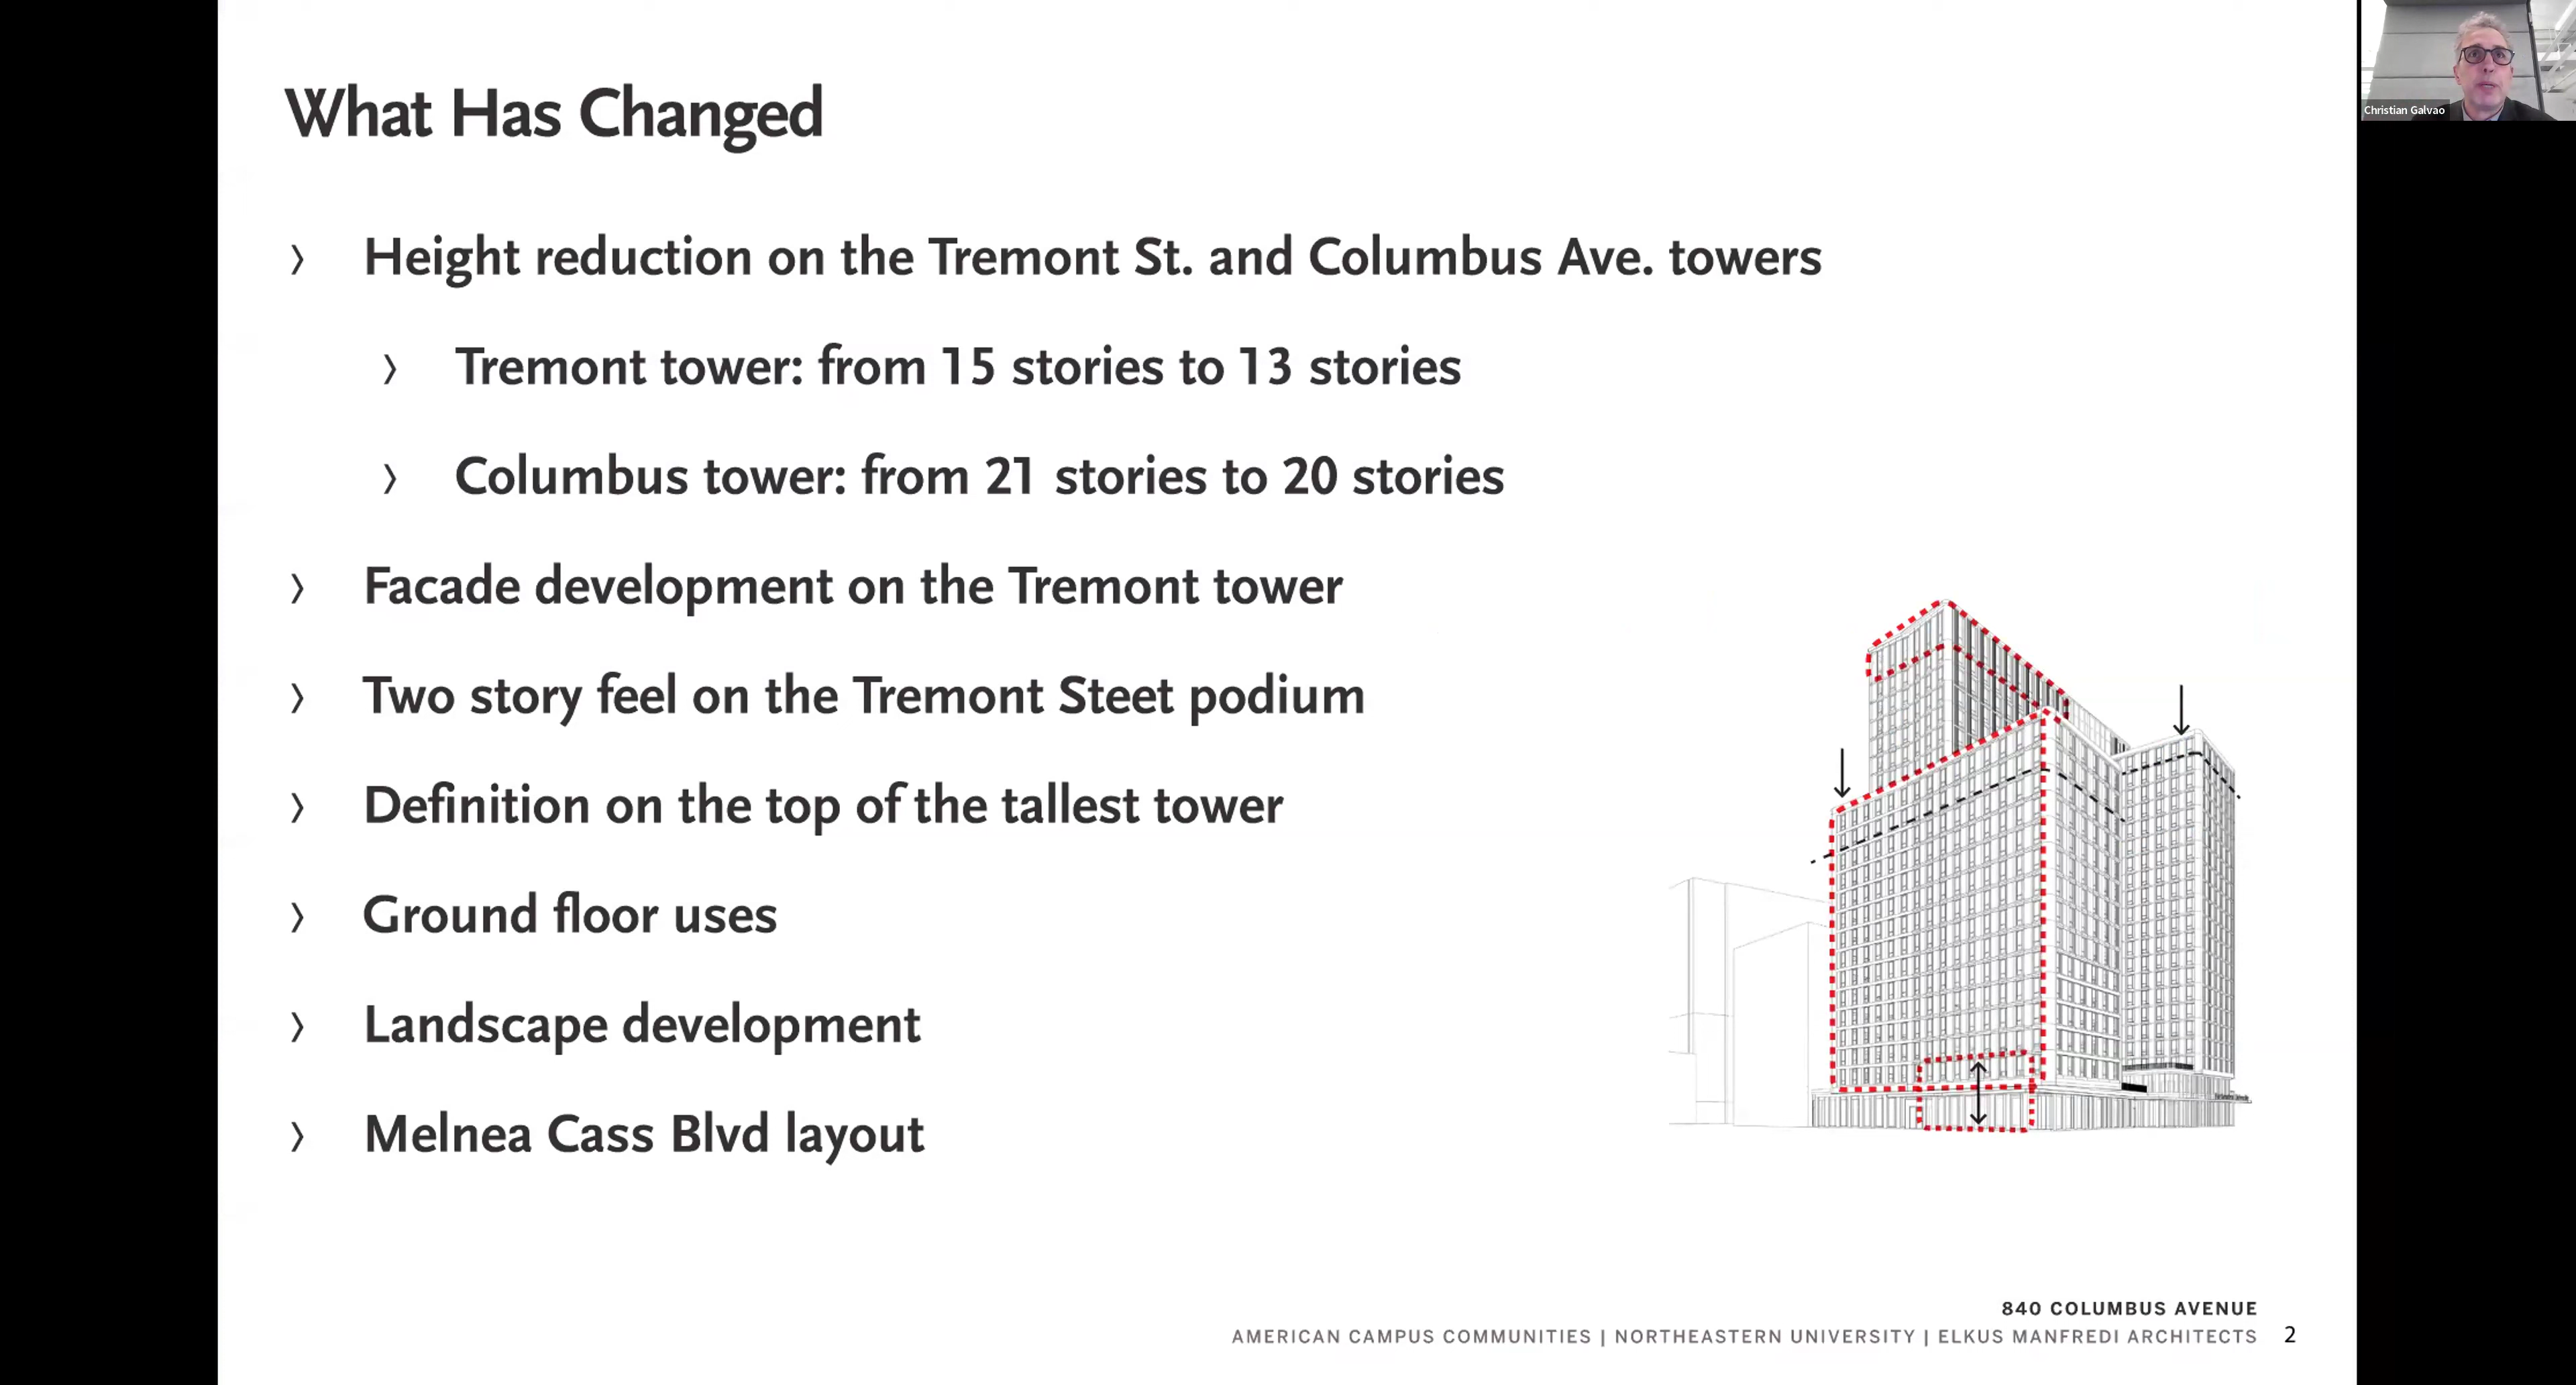 What Has Changed
Christian Galvao
› Height reduction on the Tremont St. and Columbus Ave. towers
› Tremont tower: from 15 stories to 13 stories
› Columbus tower: from 21 stories to 20 stories
› Facade development on the Tremont tower
› Two story feel on the Tremont Steet podium
› Definition on the top of the tallest tower
› Ground floor uses
› Landscape development
› Melnea Cass Blvd layout
840 COLUMBUS AVENUE
AMERICAN CAMPUS COMMUNITIES | NORTHEASTERN UNIVERSITY | ELKUS MANFREDI ARCHITECTS 2